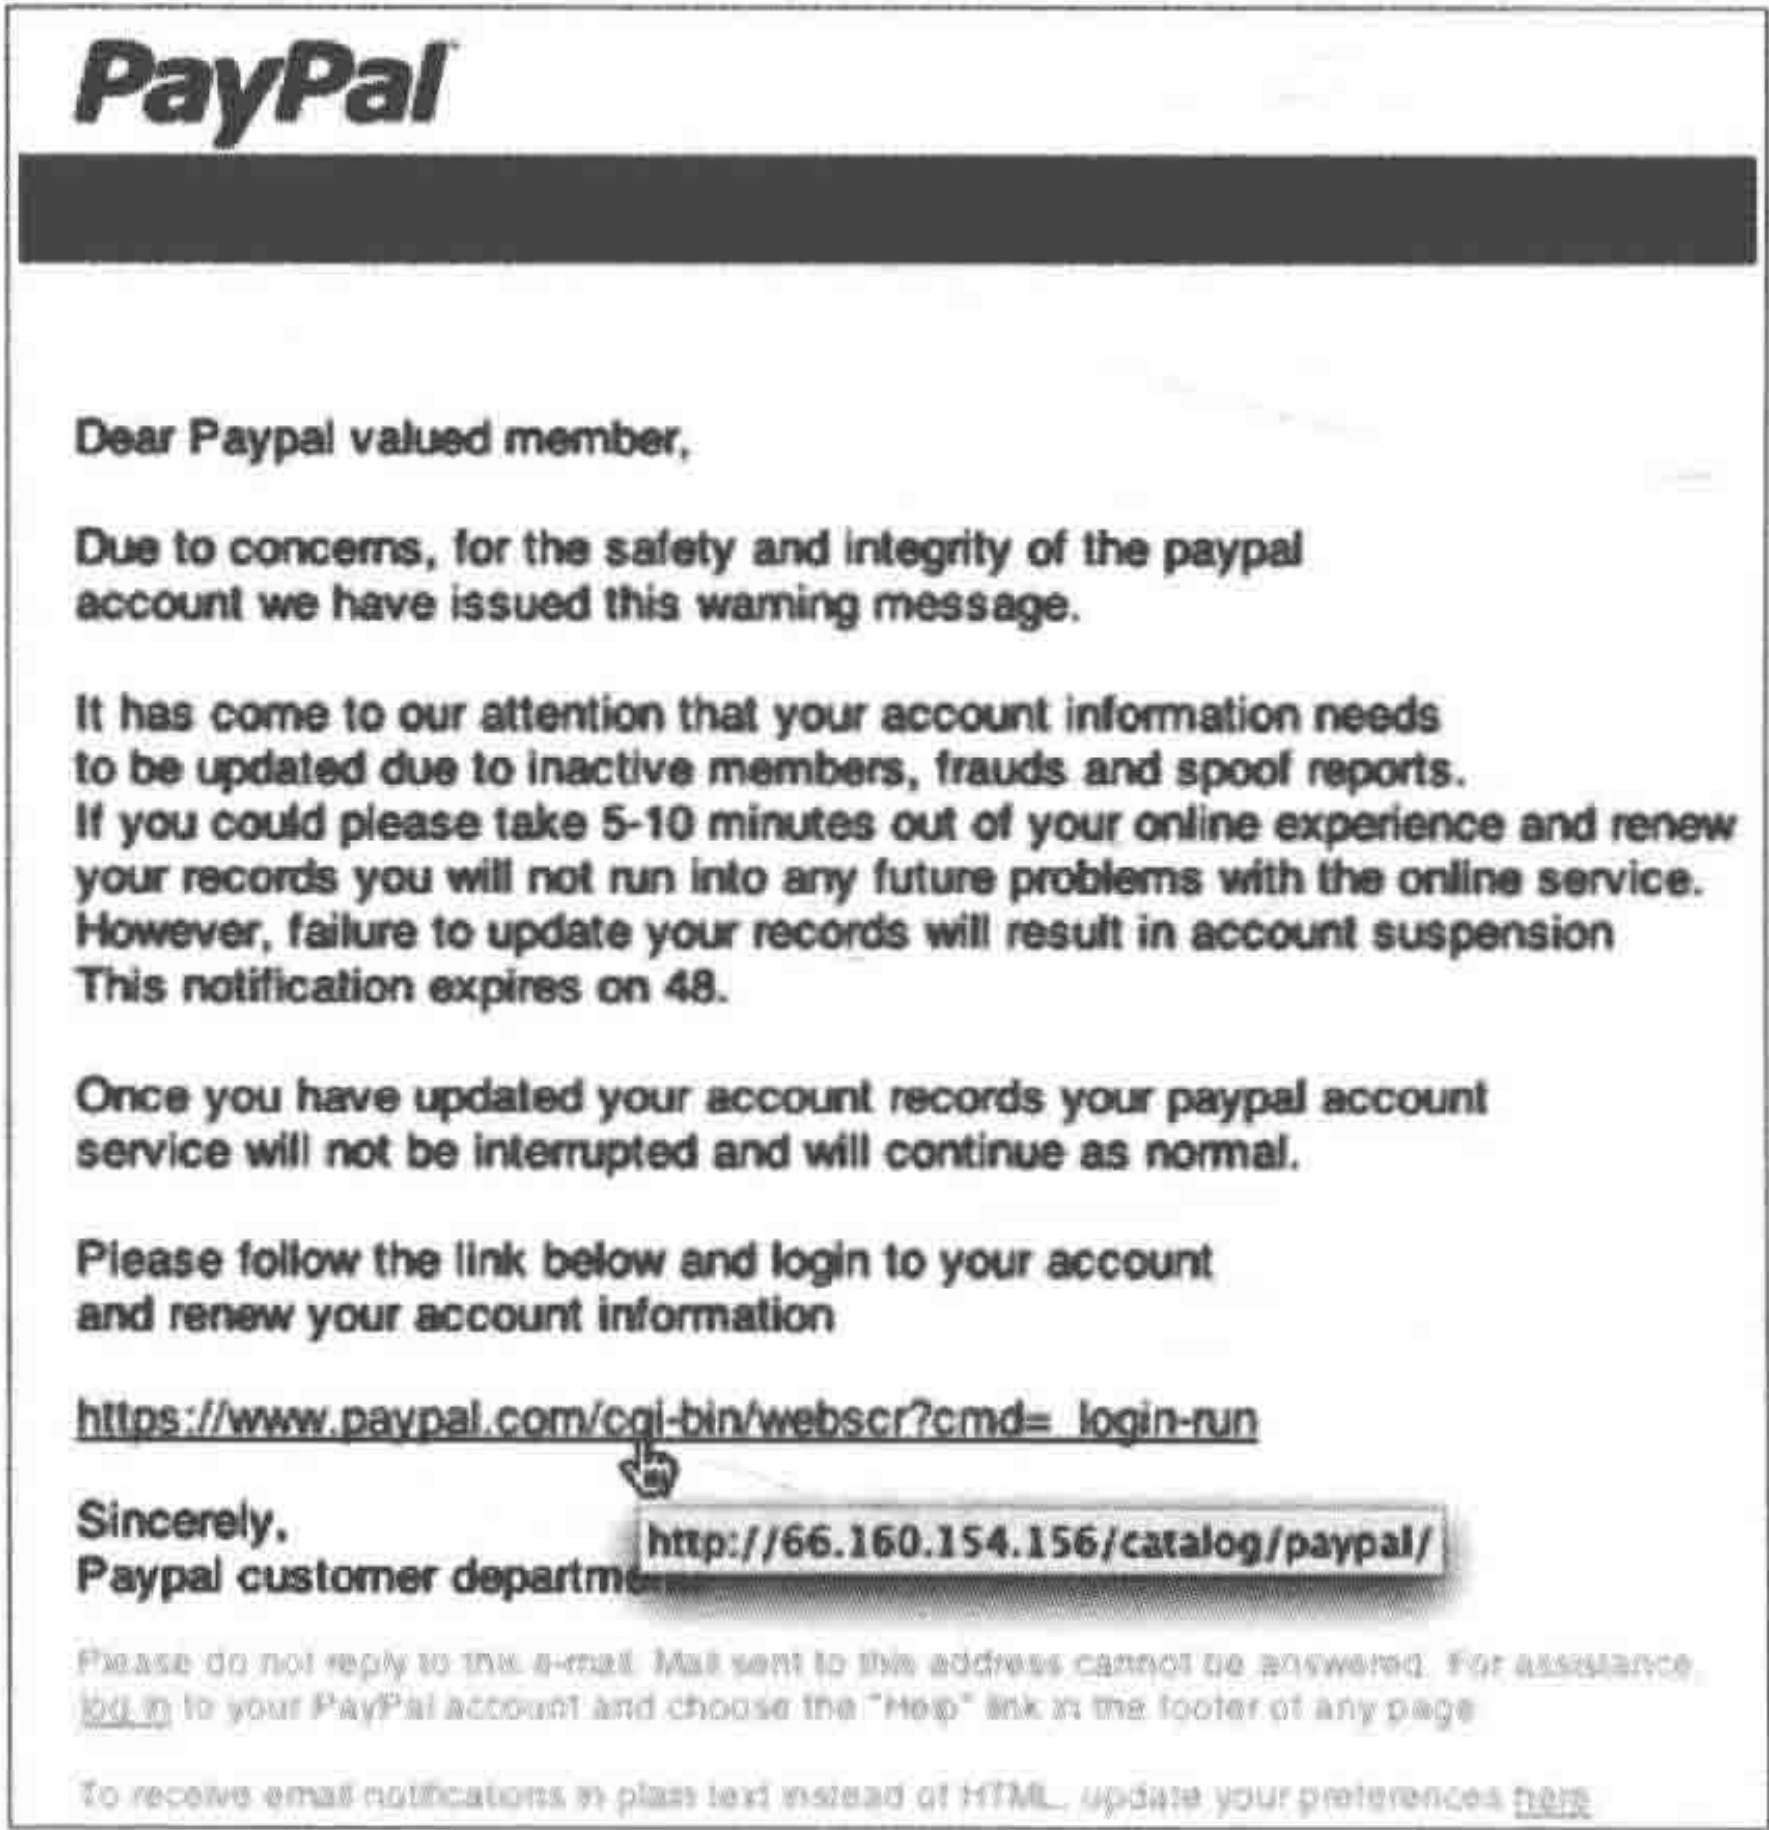 PayPal
Dear Paypal valued member,
Due to concerns, for the safety and integrity of the paypal
account we have issued this warning message.
It has come to our attention that your account information needs
to be updated due to inactive members, frauds and spoof reports.
If you could please take 5-10 minutes out of your online experience and renew
your records you will not run into any future problems with the online service.
However, failure to update your records will result in account suspension
This notification expires on 48.
Once you have updated your account records your paypal account
service will not be interrupted and will continue as normal.
Please follow the link below and login to your account
and renew your account information
https://www.paypal.com/cgi-bin/webscr?cmd=_login-run
Sincerely,
http://66.160.154.156/catalog/paypal/
Paypal customer department
Please do not reply to this e-mail. Mail sent to this address cannot be answered. For assistance,
log in to your PayPal account and choose the "Help" link in the footer of any page
To receive email notifications in plain text instead of HTML, update your preferences here